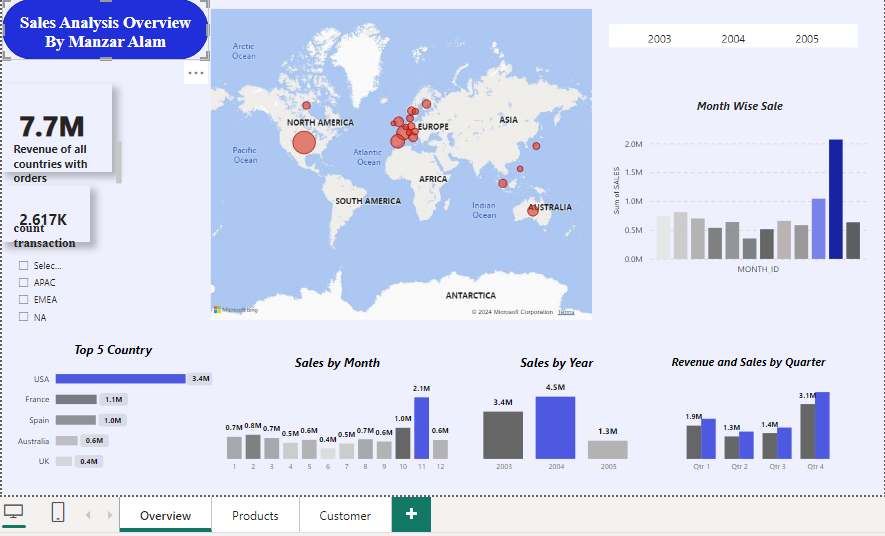 Sales Analysis Overview
By Manzar Alam
7.7M
Revenue of all
countries with
orders
2.617K
count
transaction
Selec...
APAC
EMEA
NA
Arctic
Ocean
NORTH AMERICA
EUROPE
ASIA
Pacific
Ocean
Atlantic
Ocean
AFRICA
SOUTH AMERICA
Indian
Ocean
AUSTRALIA
ANTARCTICA
Microsoft Bing
© 2024 Microsoft Corporation Terms
2003 2004 2005
Month Wise Sale
Sum of SALES
2.0M
1.5M
1.0M
0.5M
0.0M
MONTH_ID
Top 5 Country
USA 3.4M
France 1.1M
Spain 1.0M
Australia 0.6M
UK 0.4M
Sales by Month
0.7M 0.8M 0.7M 0.5M 0.6M 0.4M 0.5M 0.7M 0.6M 1.0M 2.1M 0.6M
1 2 3 4 5 6 7 8 9 10 11 12
Sales by Year
3.4M 4.5M 1.3M
2003 2004 2005
Revenue and Sales by Quarter
1.9M 1.3M 1.4M 3.1M
Qtr 1 Qtr 2 Qtr 3 Qtr 4
Overview Products Customer +